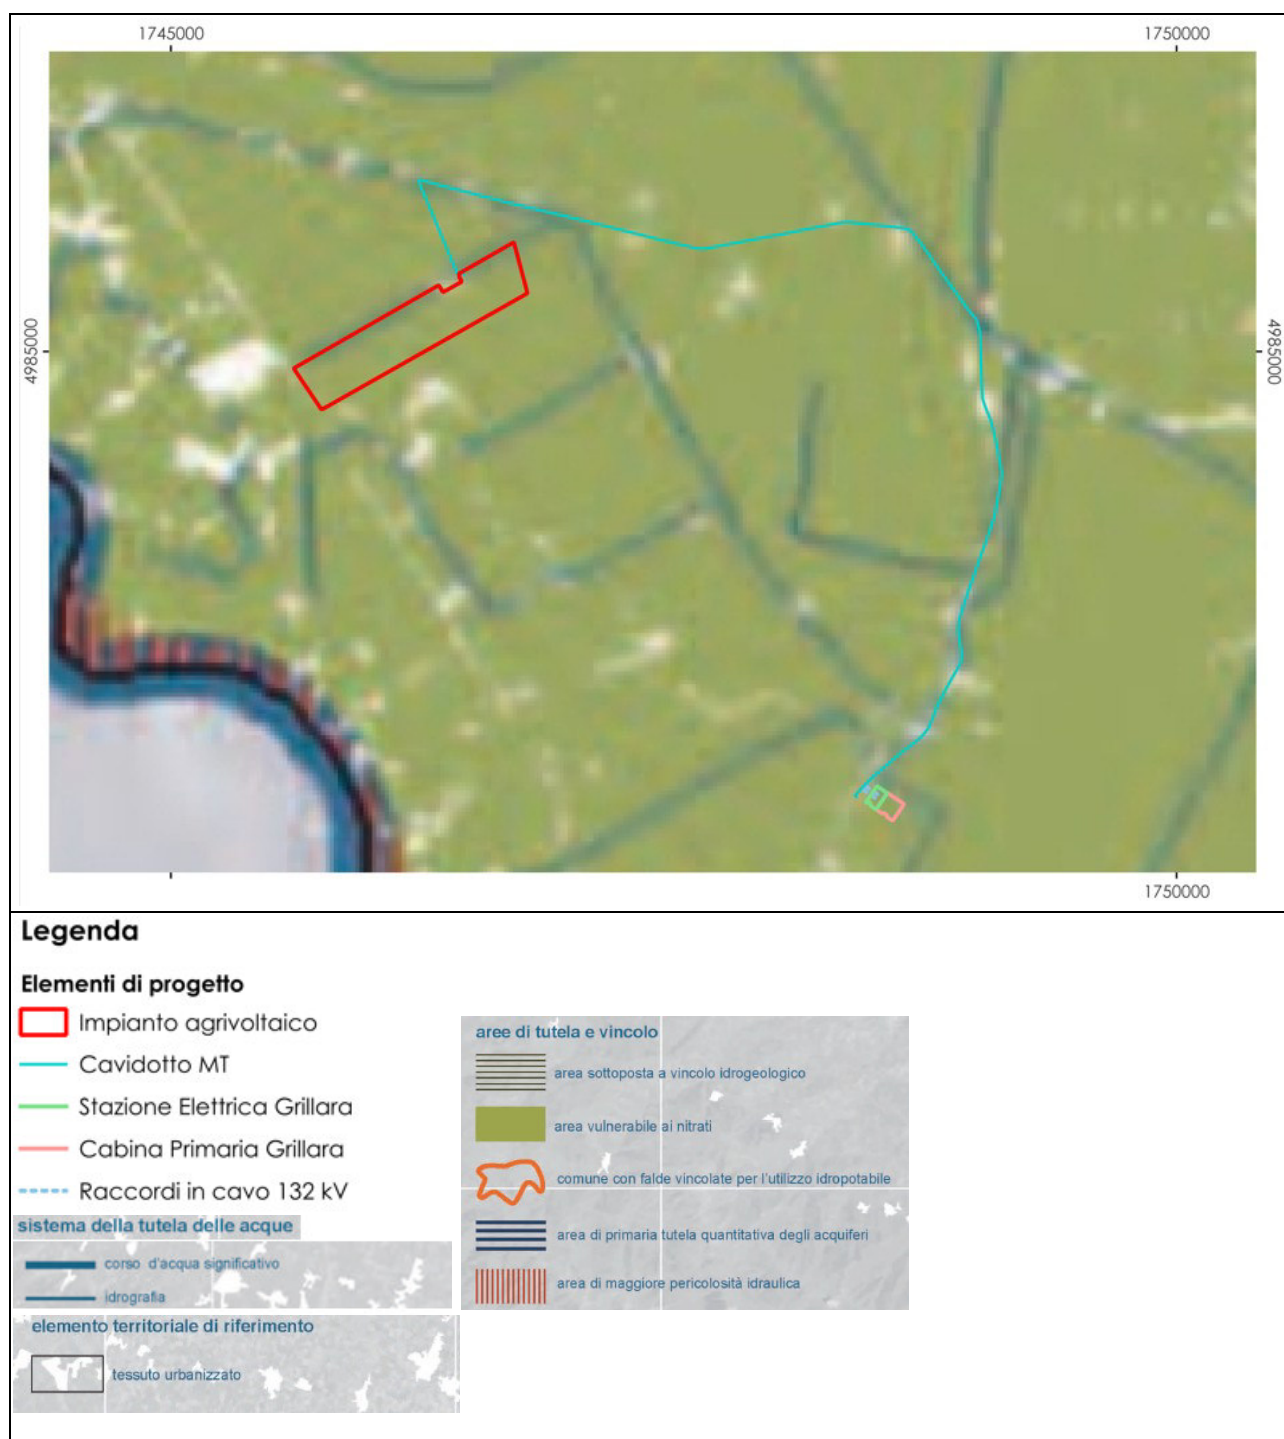 1745000
1750000
4985000
4985000
1750000
Legenda
Elementi di progetto
Impianto agrivoltaico
Cavidotto MT
Stazione Elettrica Grillara
Cabina Primaria Grillara
Raccordi in cavo 132 kV
sistema della tutela delle acque
corso d'acqua significativo
idrografia
elemento territoriale di riferimento
tessuto urbanizzato
aree di tutela e vincolo
area sottoposta a vincolo idrogeologico
area vulnerabile ai nitrati
comune con falde vincolate per l'utilizzo idropotabile
area di primaria tutela quantitativa degli acquiferi
area di maggiore pericolosità idraulica